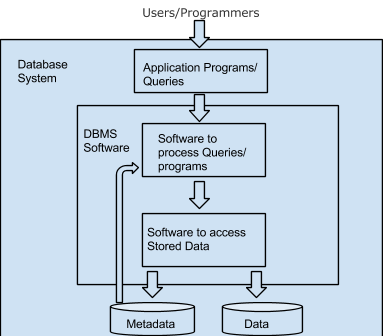 Users/Programmers
Database
System
Application Programs/
Queries
DBMS
Software
Software to
process Queries/
programs
Software to access
Stored Data
Metadata
Data